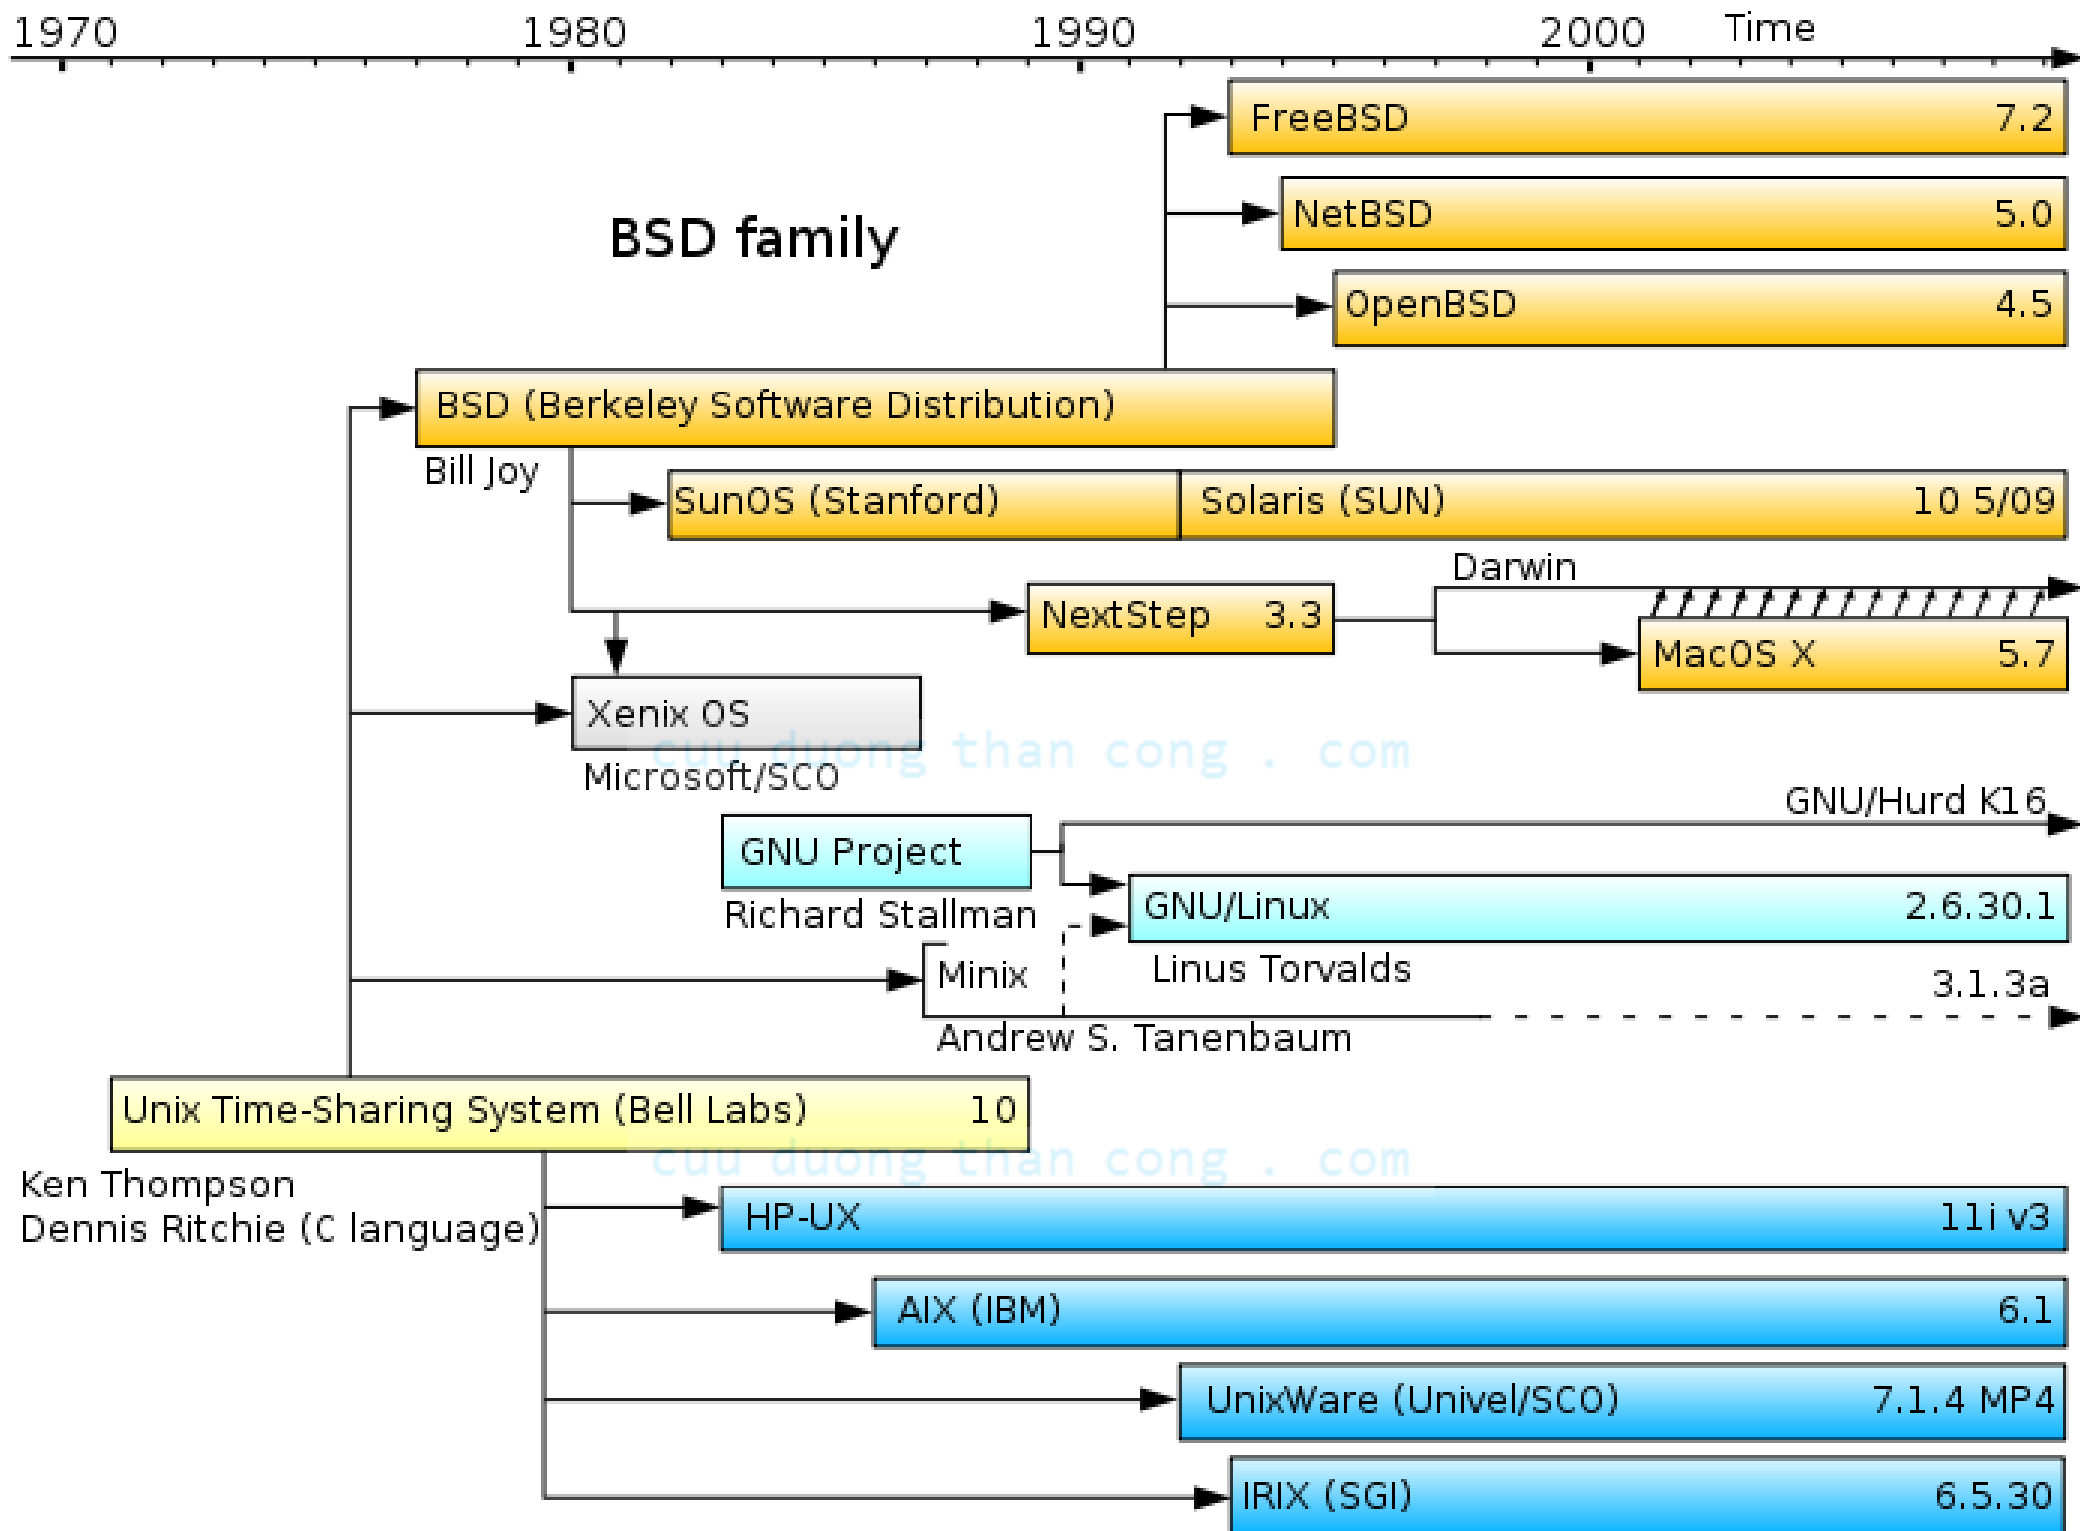 1970 1980 1990 2000 Time
FreeBSD 7.2
NetBSD 5.0
BSD family
OpenBSD 4.5
BSD (Berkeley Software Distribution)
Bill Joy
SunOS (Stanford) Solaris (SUN) 10 5/09
Darwin
NextStep 3.3
MacOS X 5.7
Xenix OS
cuu duong than cong . com
Microsoft/SCO
GNU/Hurd K16
GNU Project
GNU/Linux 2.6.30.1
Richard Stallman
Minix
Linus Torvalds
3.1.3a
Andrew S. Tanenbaum
Unix Time-Sharing System (Bell Labs) 10
cuu duong than cong . com
Ken Thompson
Dennis Ritchie (C language)
HP-UX 11i v3
AIX (IBM) 6.1
UnixWare (Univel/SCO) 7.1.4 MP4
IRIX (SGI) 6.5.30